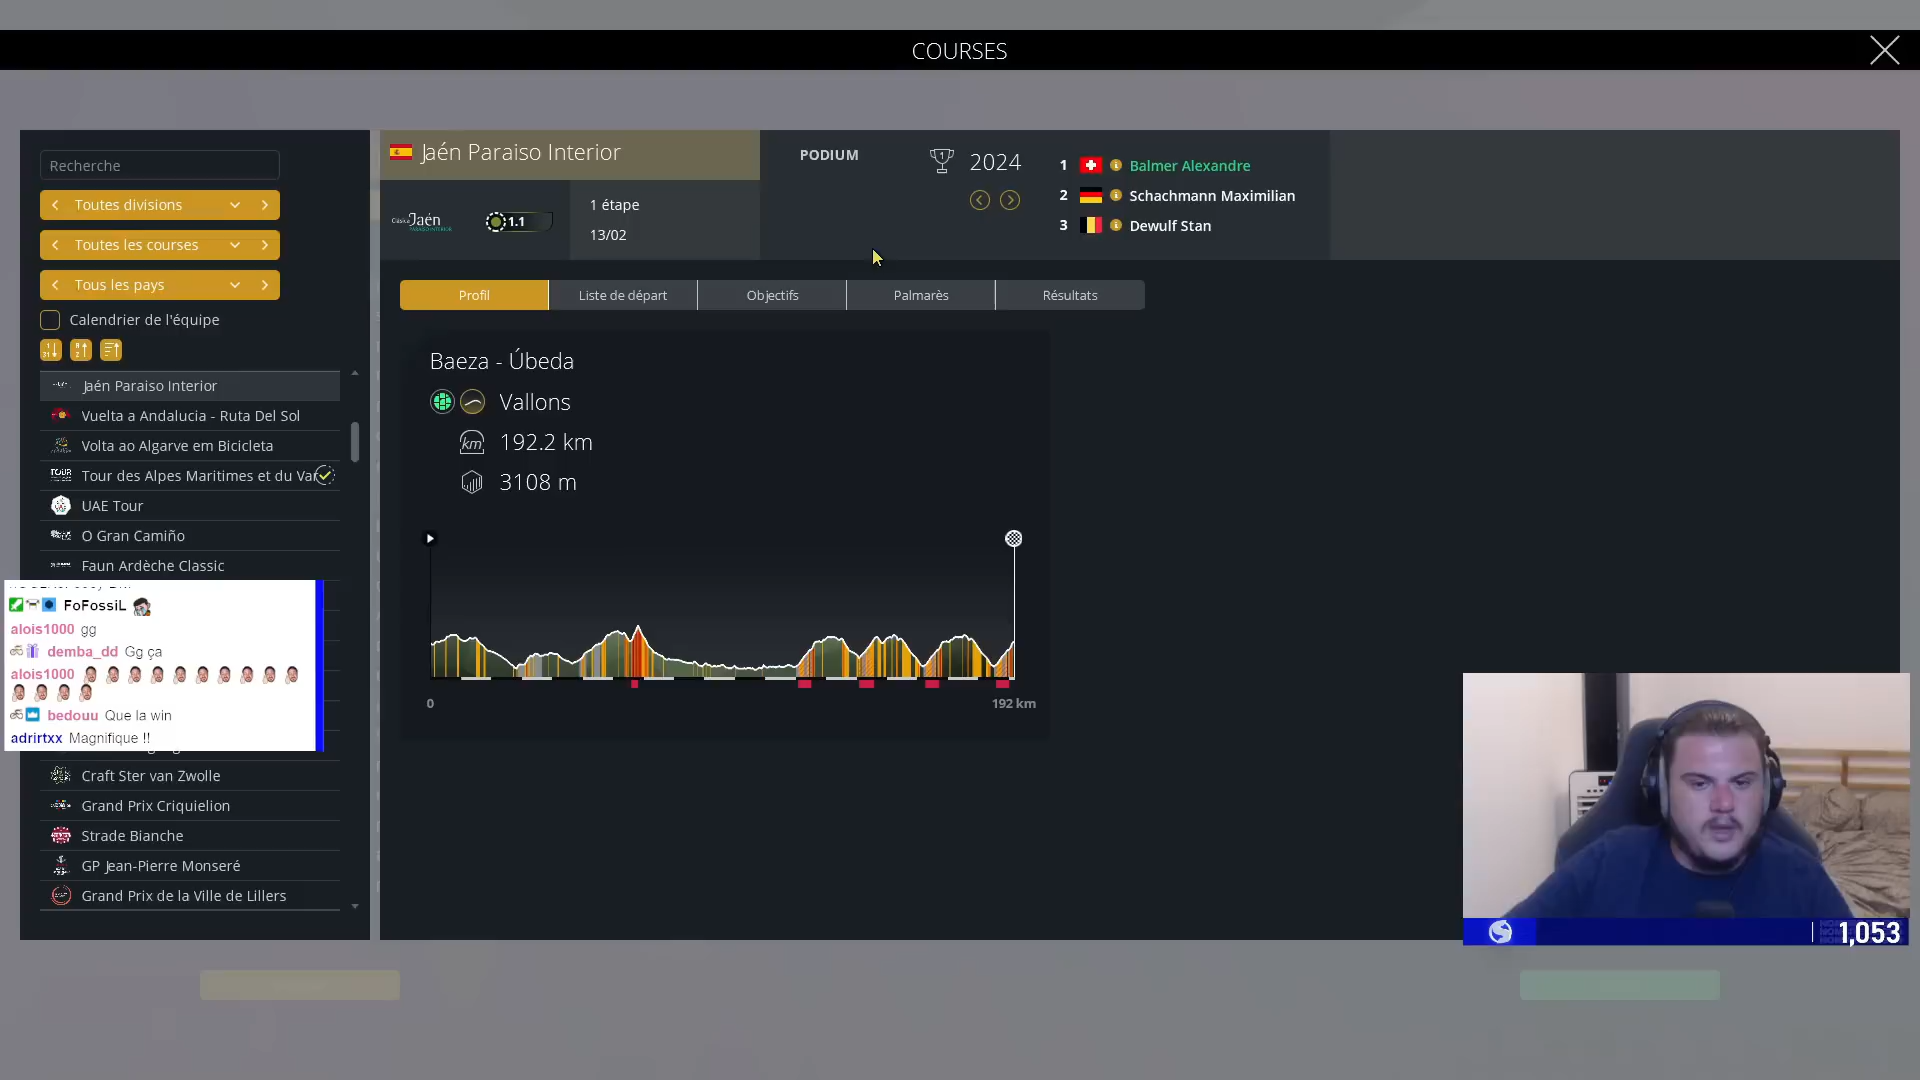 COURSES
Recherche
Toutes divisions
Toutes les courses
Tous les pays
Calendrier de l'équipe
Jaén Paraiso Interior
Vuelta a Andalucia - Ruta Del Sol
Volta ao Algarve em Bicicleta
Tour des Alpes Maritimes et du Var
UAE Tour
O Gran Camiño
Faun Ardèche Classic
FoFossiL
alois1000 gg
demba_dd Gg ça
alois1000
bedouu Que la win
adrirtxx Magnifique !!
Craft Ster van Zwolle
Grand Prix Criquielion
Strade Bianche
GP Jean-Pierre Monseré
Grand Prix de la Ville de Lillers
Jaén Paraiso Interior
Jaén
1.1
1 étape
13/02
PODIUM
2024
1 Balmer Alexandre
2 Schachmann Maximilian
3 Dewulf Stan
Profil
Liste de départ
Objectifs
Palmarès
Résultats
Baeza - Úbeda
Vallons
km 192.2 km
3108 m
0
192 km
1,053